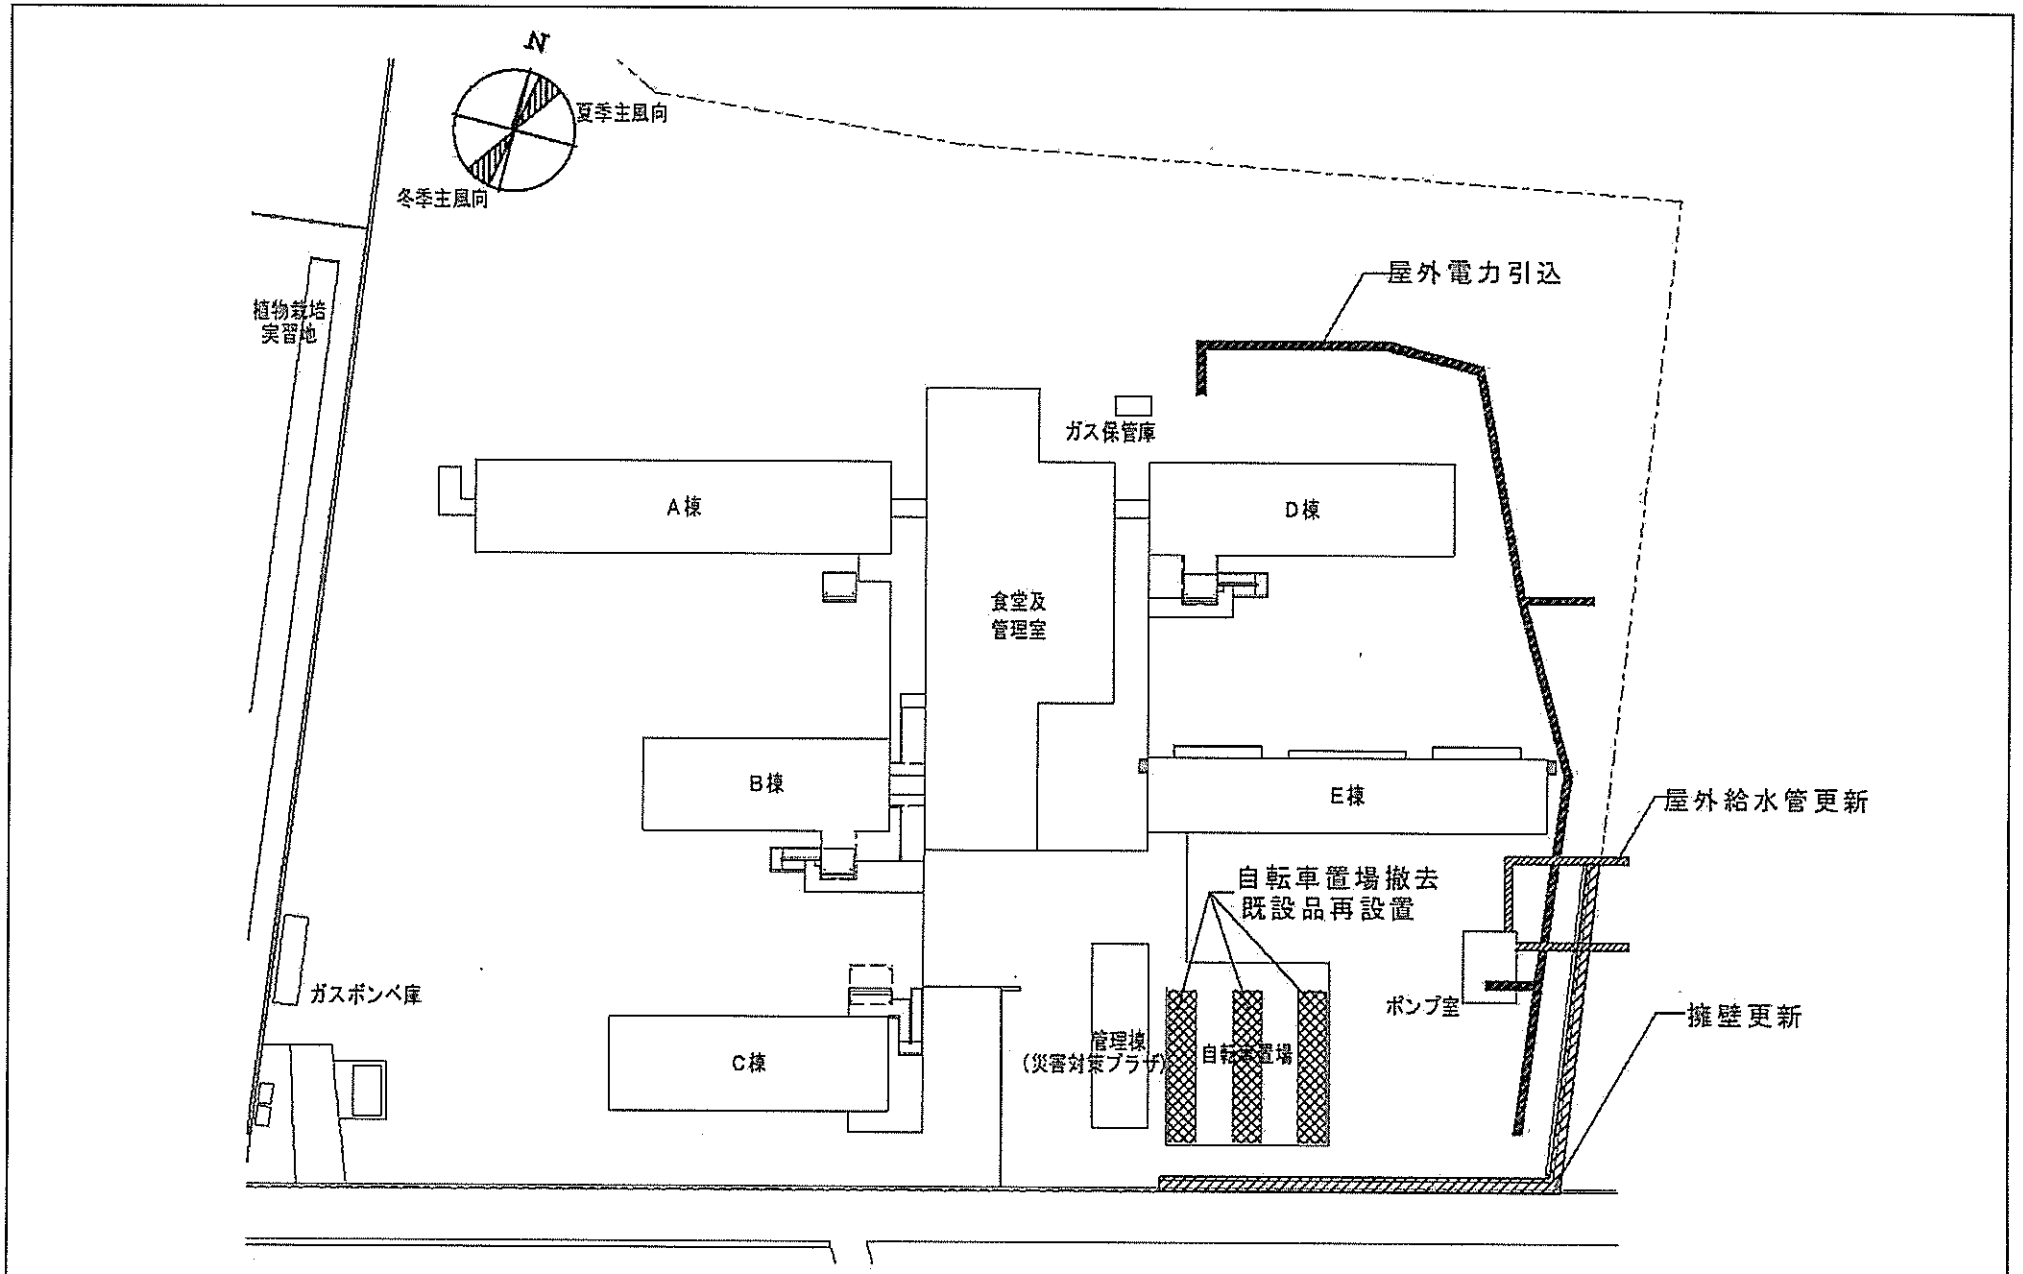 N
夏季主風向
冬季主風向
屋外電力引込
植物栽培
実習地
ガス保管庫
A棟
D棟
食堂及
管理室
B棟
E棟
屋外給水管更新
自転車置場撤去
既設品再設置
ガスボンベ庫
ポンプ室
擁壁更新
管理棟
(災害対策プラザ)
自転車置場
C棟